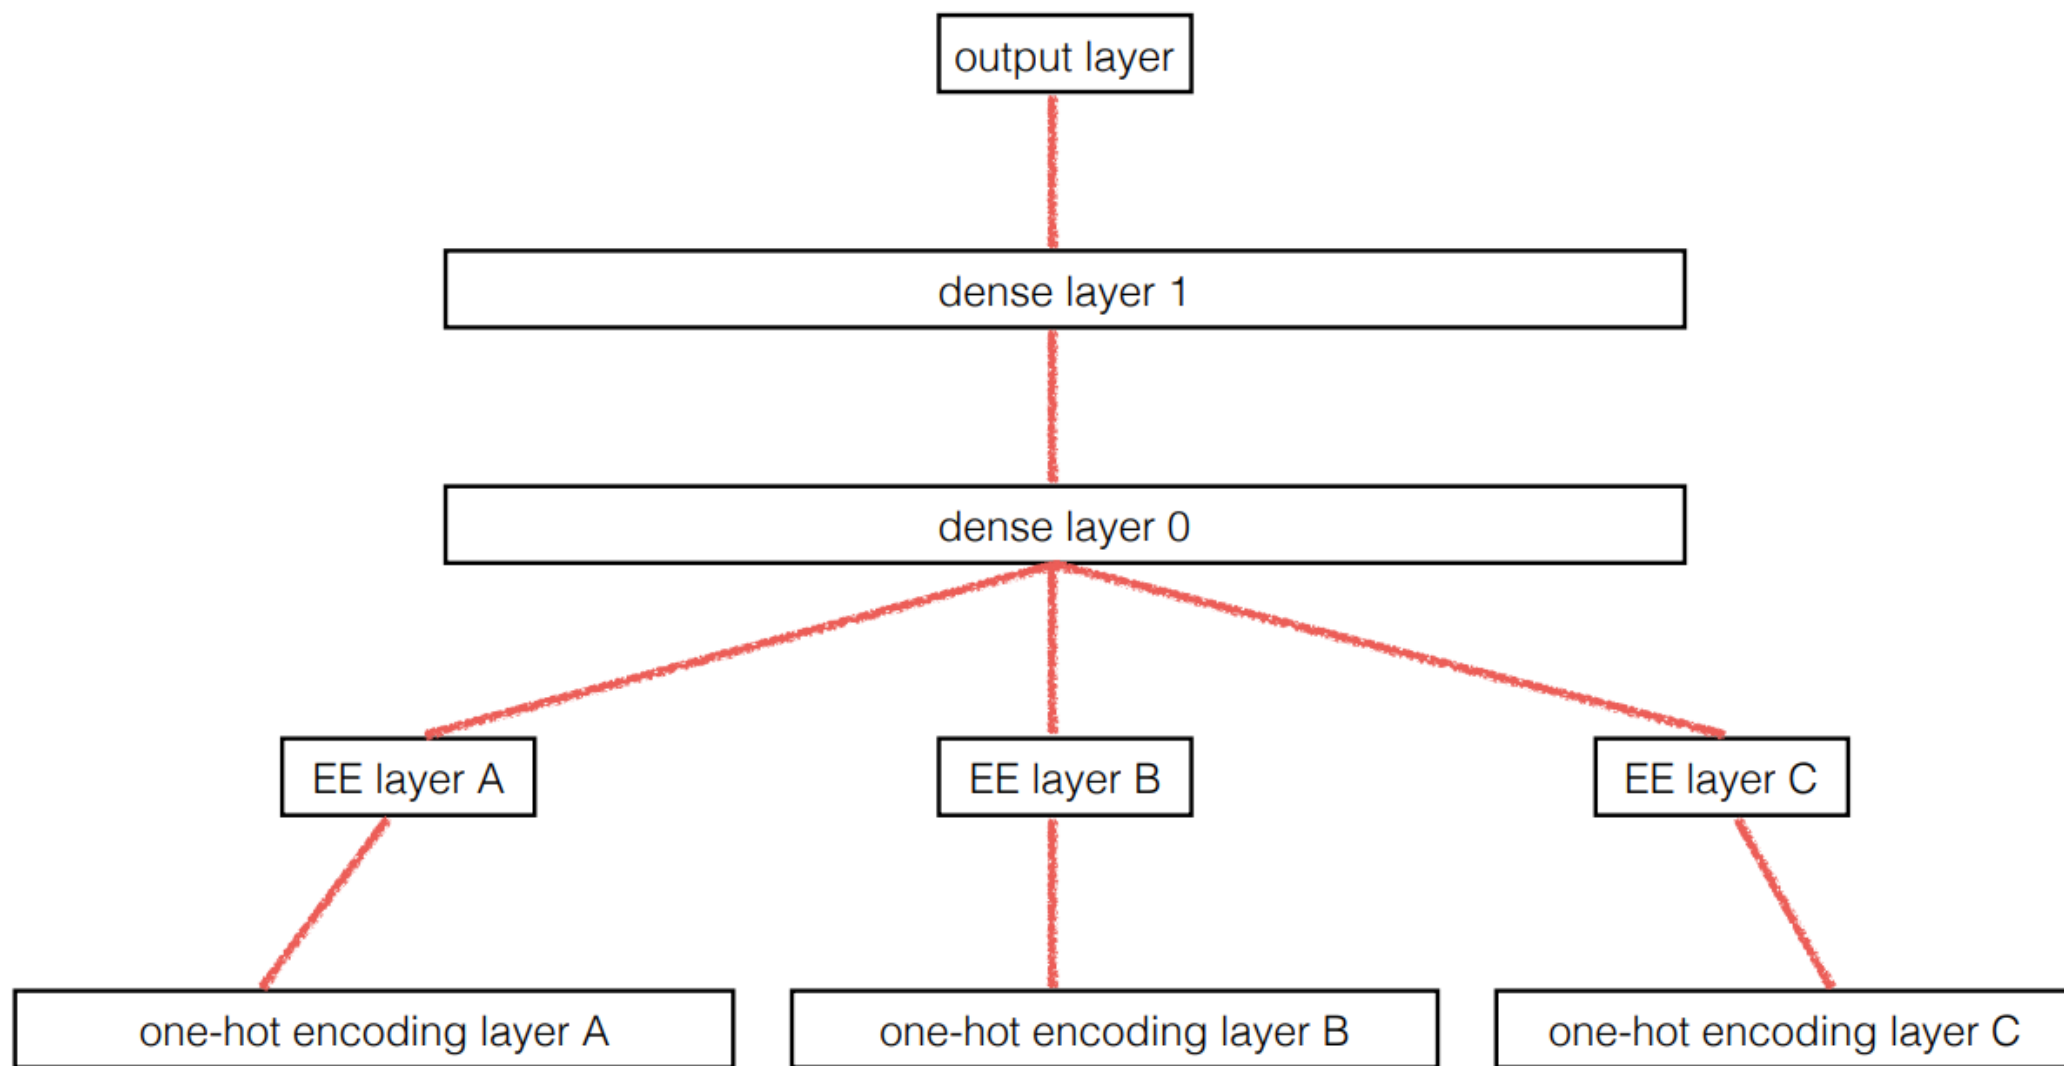 output layer
dense layer 1
dense layer 0
EE layer A
EE layer B
EE layer C
one-hot encoding layer A
one-hot encoding layer B
one-hot encoding layer C